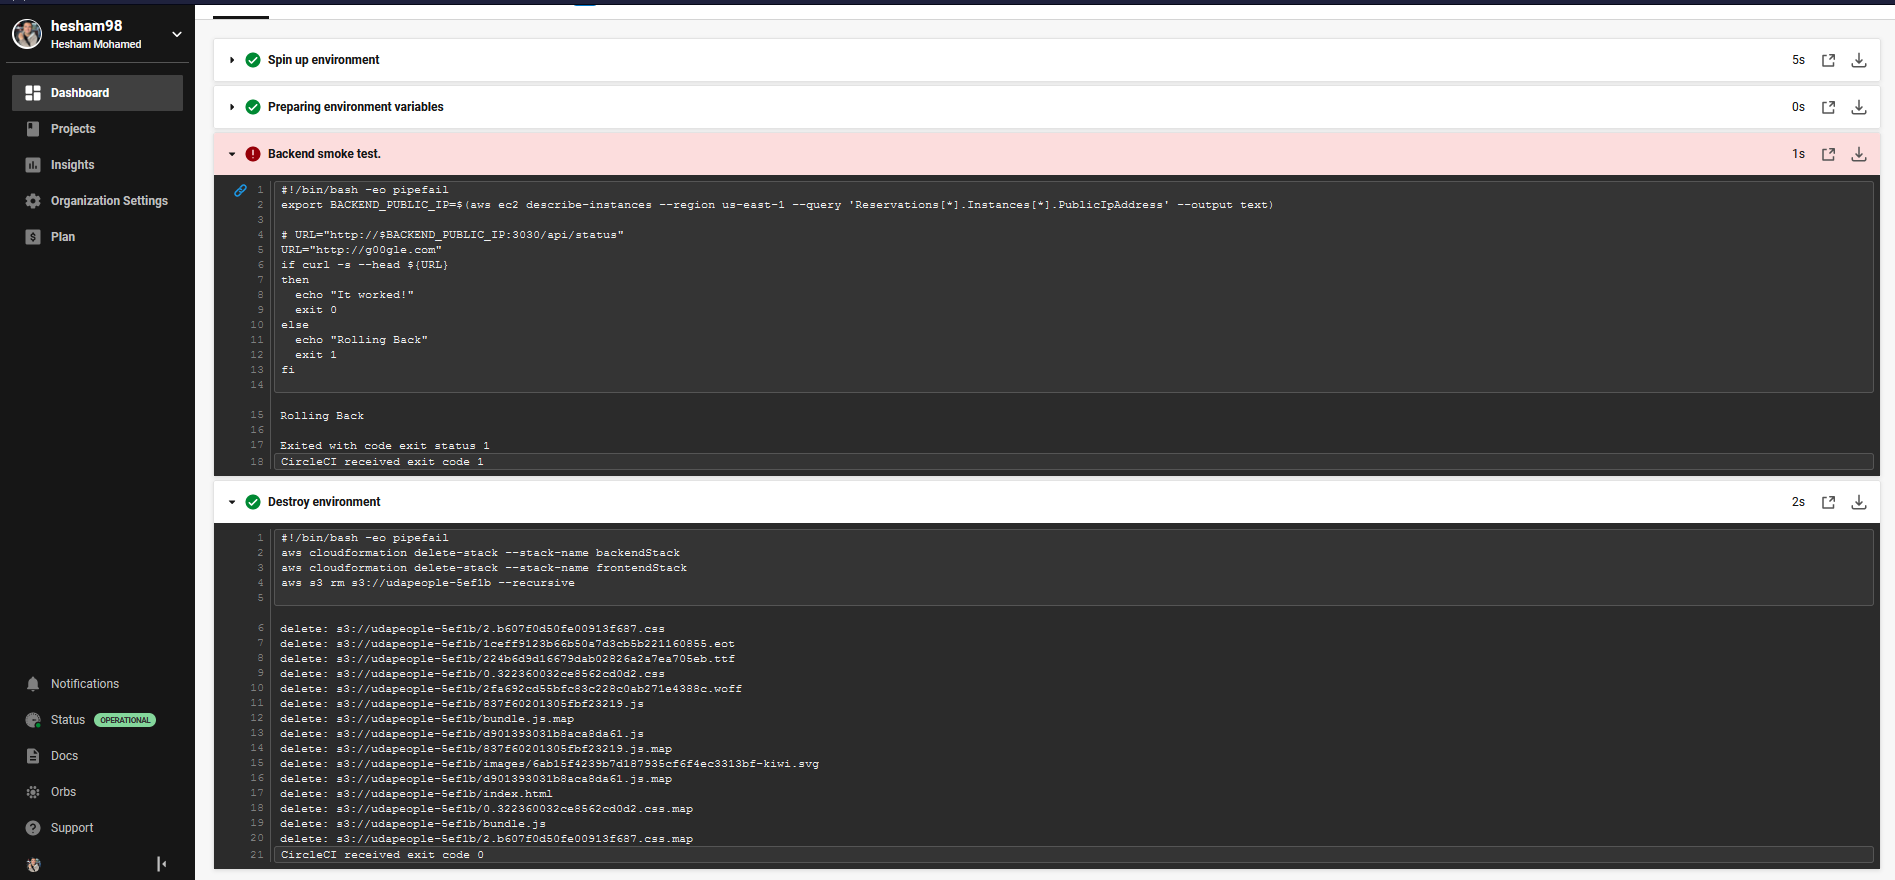 hesham98
Hesham Mohamed
Dashboard
Projects
Insights
Organization Settings
Plan
Notifications
Status OPERATIONAL
Docs
Orbs
Support
Spin up environment 5s
Preparing environment variables 0s
Backend smoke test. 1s
1 #!/bin/bash -eo pipefail
2 export BACKEND_PUBLIC_IP=$(aws ec2 describe-instances --region us-east-1 --query 'Reservations[*].Instances[*].PublicIpAddress' --output text)
3
4 # URL="http://$BACKEND_PUBLIC_IP:3030/api/status"
5 URL="http://g00gle.com"
6 if curl -s --head ${URL}
7 then
8 echo "It worked!"
9 exit 0
10 else
11 echo "Rolling Back"
12 exit 1
13 fi
14
15 Rolling Back
16
17 Exited with code exit status 1
18 CircleCI received exit code 1
Destroy environment 2s
1 #!/bin/bash -eo pipefail
2 aws cloudformation delete-stack --stack-name backendStack
3 aws cloudformation delete-stack --stack-name frontendStack
4 aws s3 rm s3://udapeople-5ef1b --recursive
5
6 delete: s3://udapeople-5ef1b/2.b607f0d50fe00913f687.css
7 delete: s3://udapeople-5ef1b/1ceff9123b66b50a7d3cb5b221160855.eot
8 delete: s3://udapeople-5ef1b/224b6d9d16679dab02826a2a7ea705eb.ttf
9 delete: s3://udapeople-5ef1b/0.322360032ce8562cd0d2.css
10 delete: s3://udapeople-5ef1b/2fa692cd55bfc83c228c0ab271e4388c.woff
11 delete: s3://udapeople-5ef1b/837f60201305fbf23219.js
12 delete: s3://udapeople-5ef1b/bundle.js.map
13 delete: s3://udapeople-5ef1b/d901393031b8aca8da61.js
14 delete: s3://udapeople-5ef1b/837f60201305fbf23219.js.map
15 delete: s3://udapeople-5ef1b/images/6ab15f4239b7d187935cf6f4ec3313bf-kiwi.svg
16 delete: s3://udapeople-5ef1b/d901393031b8aca8da61.js.map
17 delete: s3://udapeople-5ef1b/index.html
18 delete: s3://udapeople-5ef1b/0.322360032ce8562cd0d2.css.map
19 delete: s3://udapeople-5ef1b/bundle.js
20 delete: s3://udapeople-5ef1b/2.b607f0d50fe00913f687.css.map
21 CircleCI received exit code 0